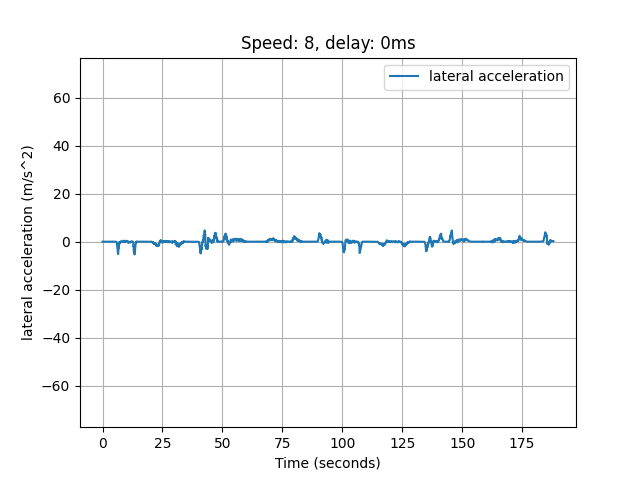 Speed: 8, delay: 0ms
lateral acceleration
60
40
20
0
−20
−40
−60
lateral acceleration (m/s^2)
0 25 50 75 100 125 150 175
Time (seconds)